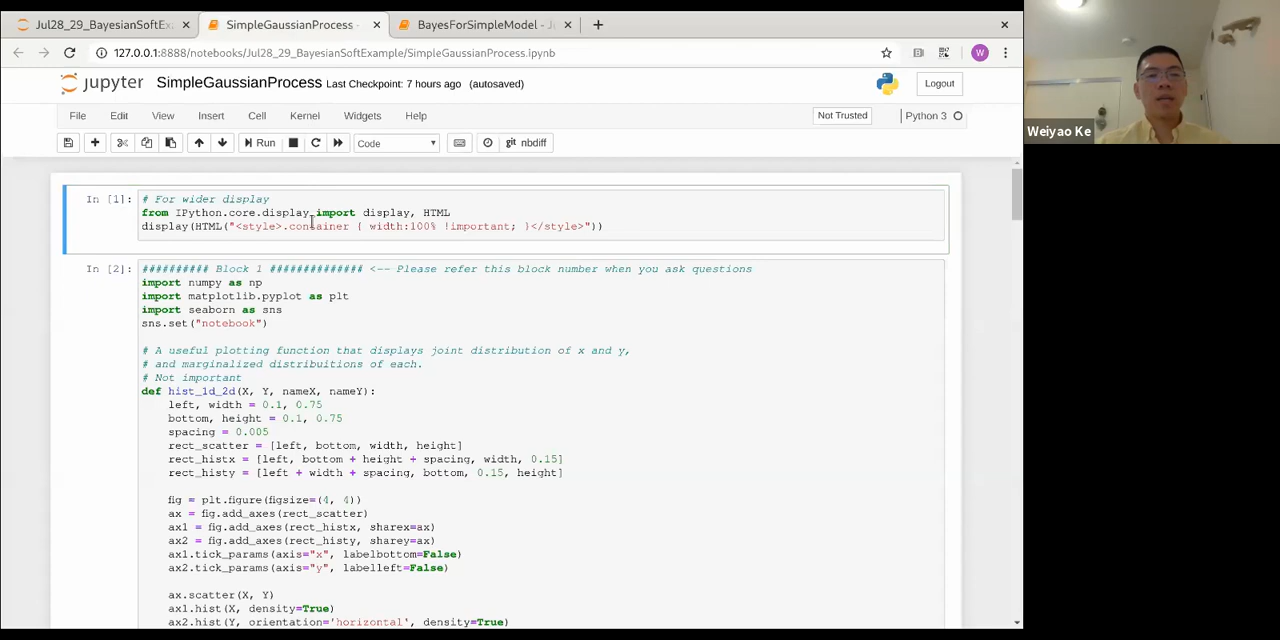 Jul28_29_BayesianSoftExa
SimpleGaussianProcess -
BayesForSimpleModel - Ju
127.0.0.1:8888/notebooks/Jul28_29_BayesianSoftExample/SimpleGaussianProcess.ipynb
W
jupyter SimpleGaussianProcess Last Checkpoint: 7 hours ago (autosaved)
Logout
File Edit View Insert Cell Kernel Widgets Help
Not Trusted
Python 3
Run
Code
git nbdiff
In [1]:
# For wider display
from IPython.core.display import display, HTML
display(HTML("<style>.container { width:100% !important; }</style>"))
In [2]:
########## Block 1 ############## <-- Please refer this block number when you ask questions
import numpy as np
import matplotlib.pyplot as plt
import seaborn as sns
sns.set("notebook")
# A useful plotting function that displays joint distribution of x and y,
# and marginalized distribuitions of each.
# Not important
def hist_1d_2d(X, Y, nameX, nameY):
left, width = 0.1, 0.75
bottom, height = 0.1, 0.75
spacing = 0.005
rect_scatter = [left, bottom, width, height]
rect_histx = [left, bottom + height + spacing, width, 0.15]
rect_histy = [left + width + spacing, bottom, 0.15, height]
fig = plt.figure(figsize=(4, 4))
ax = fig.add_axes(rect_scatter)
ax1 = fig.add_axes(rect_histx, sharex=ax)
ax2 = fig.add_axes(rect_histy, sharey=ax)
ax1.tick_params(axis="x", labelbottom=False)
ax2.tick_params(axis="y", labelleft=False)
ax.scatter(X, Y)
ax1.hist(X, density=True)
ax2.hist(Y, orientation='horizontal', density=True)
Weiyao Ke